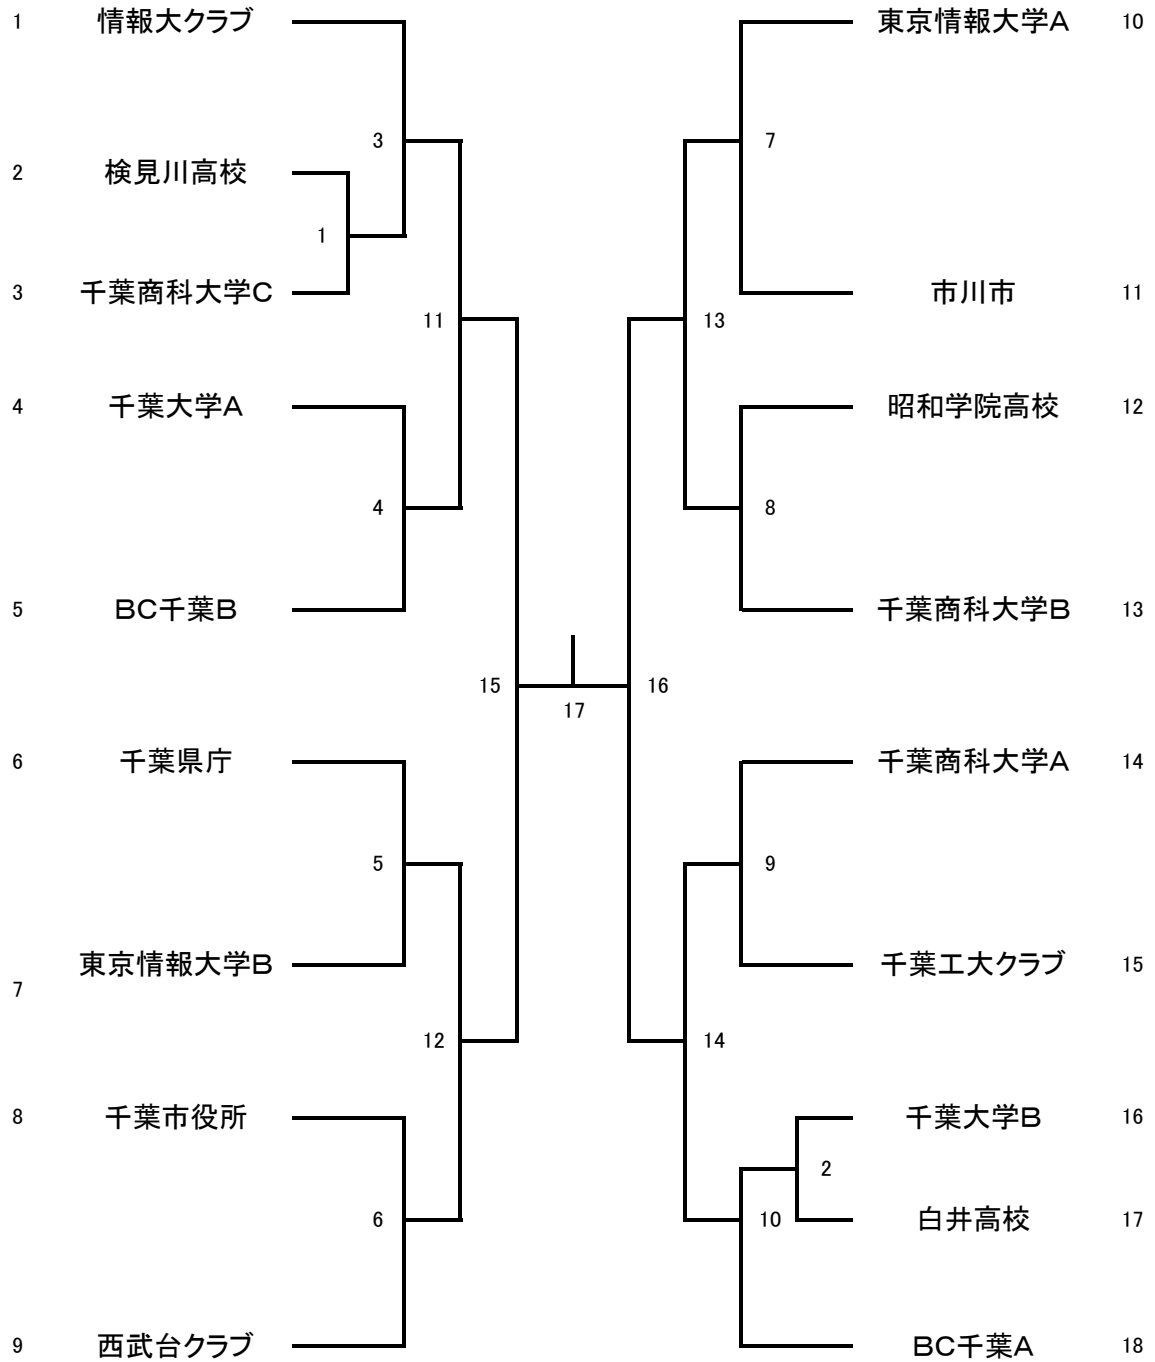 1 情報大クラブ 東京情報大学A 10
3 7
2 検見川高校
1
3 千葉商科大学C 市川市 11
11 13
4 千葉大学A 昭和学院高校 12
4 8
5 BC千葉B 千葉商科大学B 13
15 16
17
6 千葉県庁 千葉商科大学A 14
5 9
東京情報大学B 千葉工大クラブ 15
7
12 14
8 千葉市役所 千葉大学B 16
2
6 10 白井高校 17
9 西武台クラブ BC千葉A 18